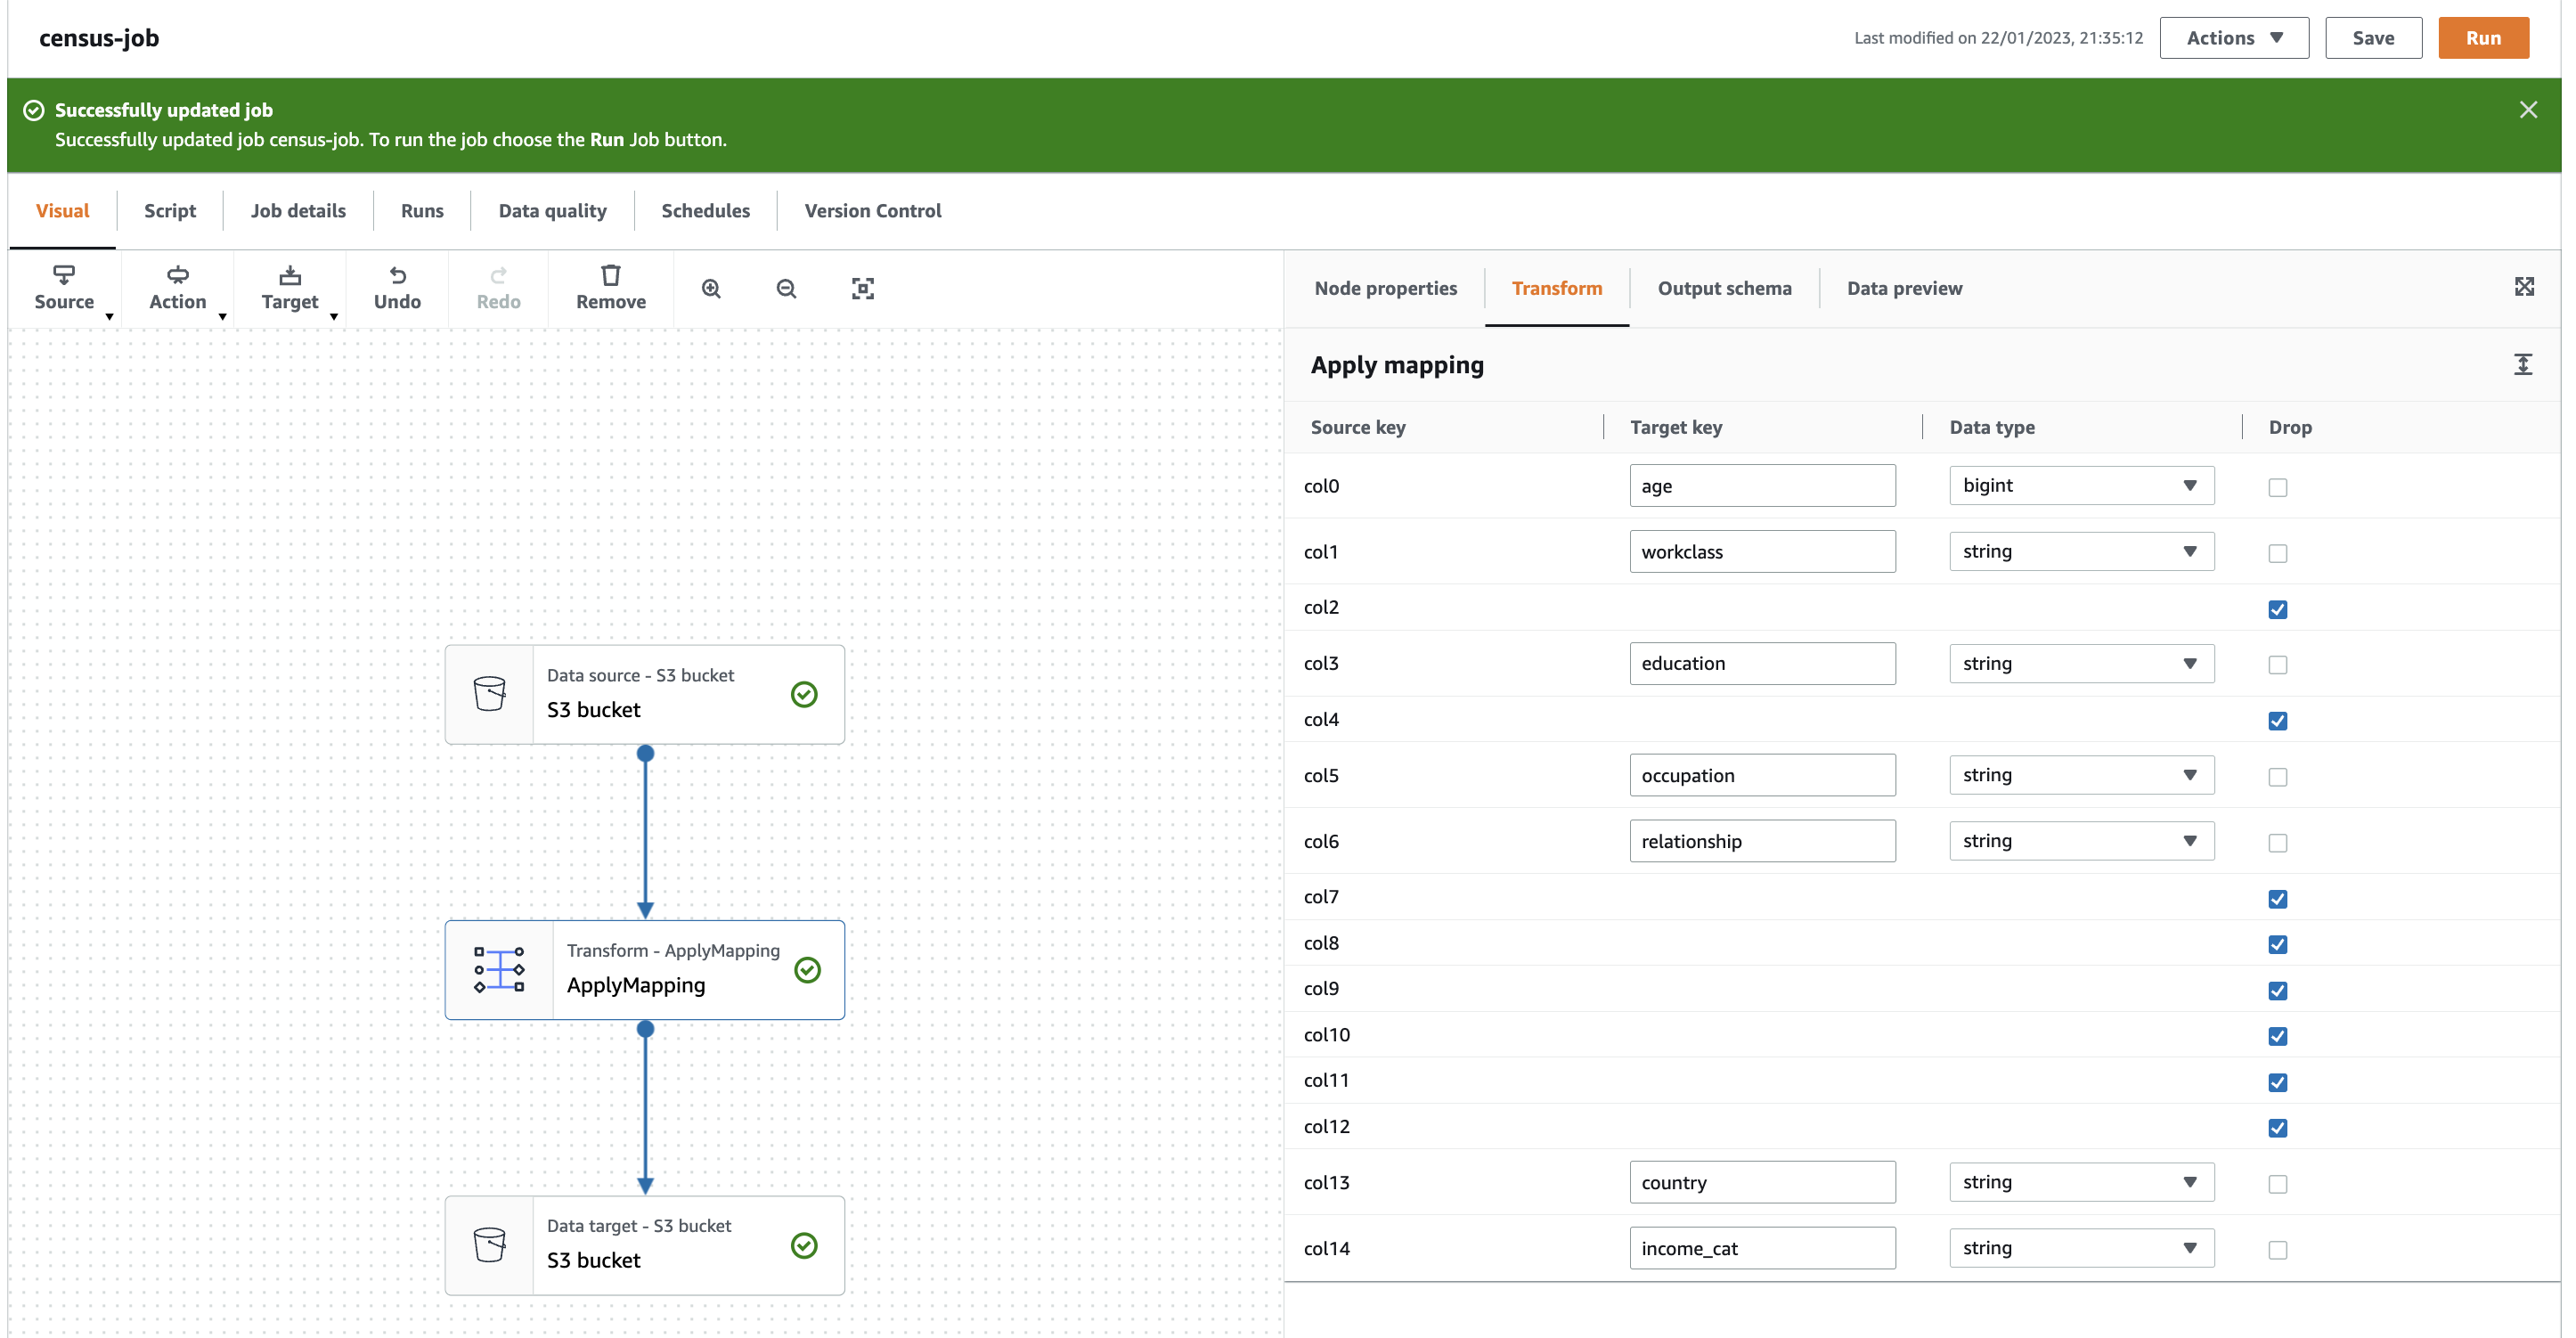 census-job
Last modified on 22/01/2023, 21:35:12
Actions
Save
Run
Successfully updated job
Successfully updated job census-job. To run the job choose the Run Job button.
Visual
Script
Job details
Runs
Data quality
Schedules
Version Control
Source
Action
Target
Undo
Redo
Remove
Data source - S3 bucket
S3 bucket
Transform - ApplyMapping
ApplyMapping
Data target - S3 bucket
S3 bucket
Node properties
Transform
Output schema
Data preview
Apply mapping
Source key Target key Data type Drop
col0 age bigint
col1 workclass string
col2
col3 education string
col4
col5 occupation string
col6 relationship string
col7
col8
col9
col10
col11
col12
col13 country string
col14 income_cat string